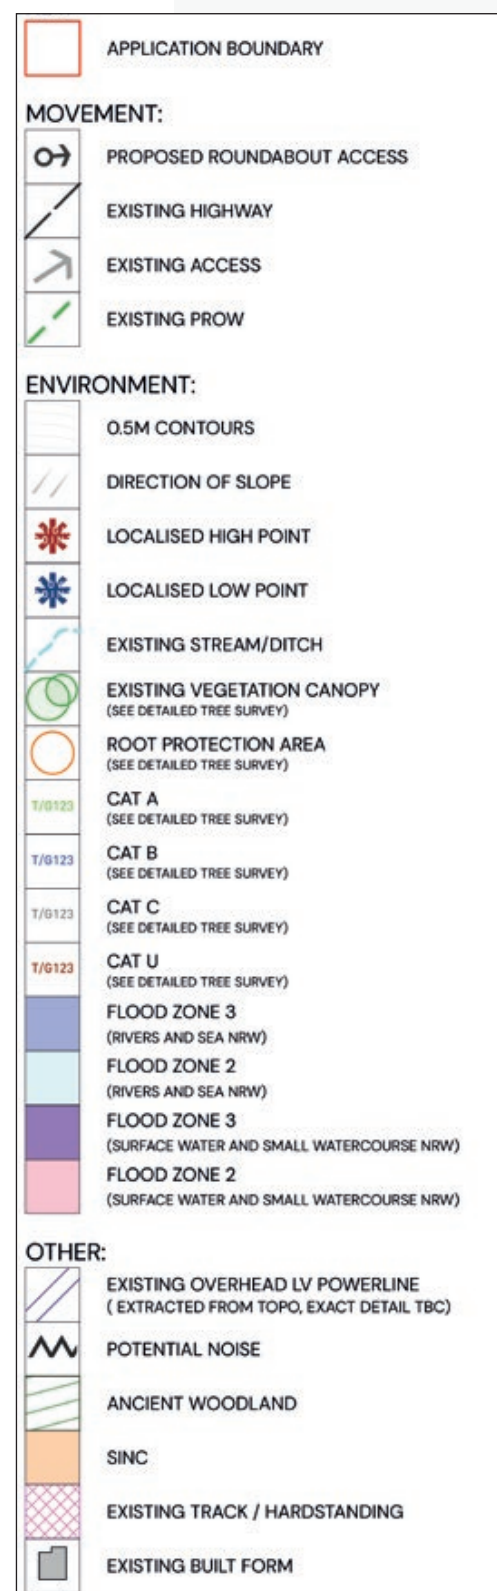 APPLICATION BOUNDARY
MOVEMENT:
PROPOSED ROUNDABOUT ACCESS
EXISTING HIGHWAY
EXISTING ACCESS
EXISTING PROW
ENVIRONMENT:
0.5M CONTOURS
DIRECTION OF SLOPE
LOCALISED HIGH POINT
LOCALISED LOW POINT
EXISTING STREAM/DITCH
EXISTING VEGETATION CANOPY
(SEE DETAILED TREE SURVEY)
ROOT PROTECTION AREA
(SEE DETAILED TREE SURVEY)
T/G123 CAT A
(SEE DETAILED TREE SURVEY)
T/G123 CAT B
(SEE DETAILED TREE SURVEY)
T/G123 CAT C
(SEE DETAILED TREE SURVEY)
T/G123 CAT U
(SEE DETAILED TREE SURVEY)
FLOOD ZONE 3
(RIVERS AND SEA NRW)
FLOOD ZONE 2
(RIVERS AND SEA NRW)
FLOOD ZONE 3
(SURFACE WATER AND SMALL WATERCOURSE NRW)
FLOOD ZONE 2
(SURFACE WATER AND SMALL WATERCOURSE NRW)
OTHER:
EXISTING OVERHEAD LV POWERLINE
( EXTRACTED FROM TOPO, EXACT DETAIL TBC)
POTENTIAL NOISE
ANCIENT WOODLAND
SINC
EXISTING TRACK / HARDSTANDING
EXISTING BUILT FORM